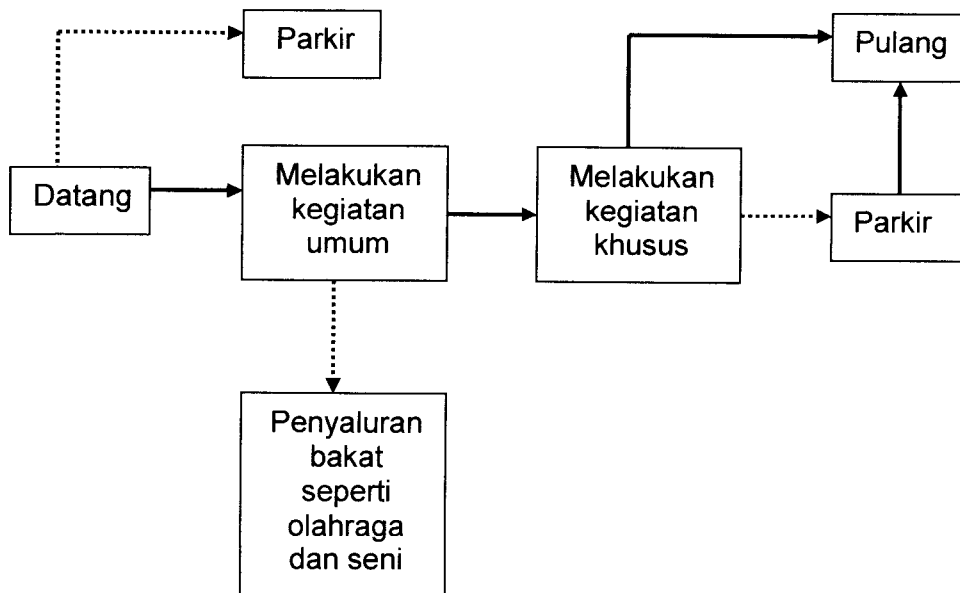 Parkir
Pulang
Datang
Melakukan
kegiatan
umum
Melakukan
kegiatan
khusus
Parkir
Penyaluran
bakat
seperti
olahraga
dan seni